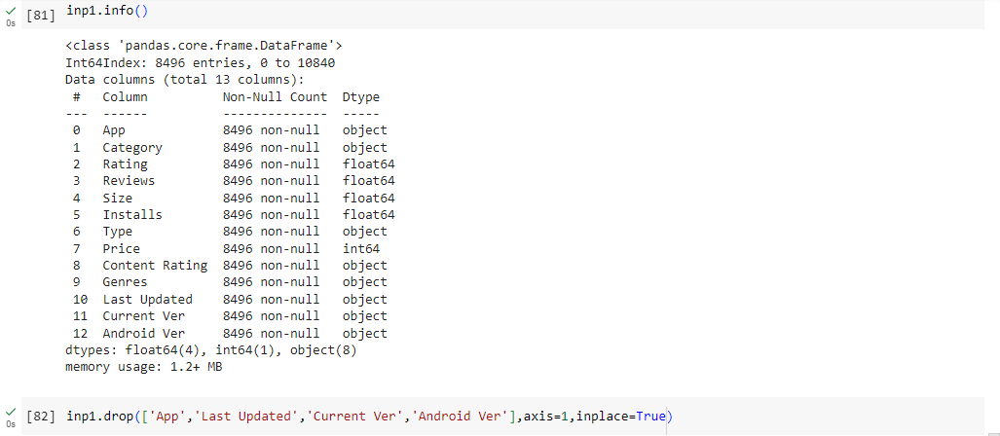 [81] inp1.info()
0s
<class 'pandas.core.frame.DataFrame'>
Int64Index: 8496 entries, 0 to 10840
Data columns (total 13 columns):
 #   Column          Non-Null Count  Dtype
---  ------          --------------  -----
 0   App             8496 non-null   object
 1   Category        8496 non-null   object
 2   Rating          8496 non-null   float64
 3   Reviews         8496 non-null   float64
 4   Size            8496 non-null   float64
 5   Installs        8496 non-null   float64
 6   Type            8496 non-null   object
 7   Price           8496 non-null   int64
 8   Content Rating  8496 non-null   object
 9   Genres          8496 non-null   object
 10  Last Updated    8496 non-null   object
 11  Current Ver     8496 non-null   object
 12  Android Ver     8496 non-null   object
dtypes: float64(4), int64(1), object(8)
memory usage: 1.2+ MB
[82] inp1.drop(['App','Last Updated','Current Ver','Android Ver'],axis=1,inplace=True)
0s